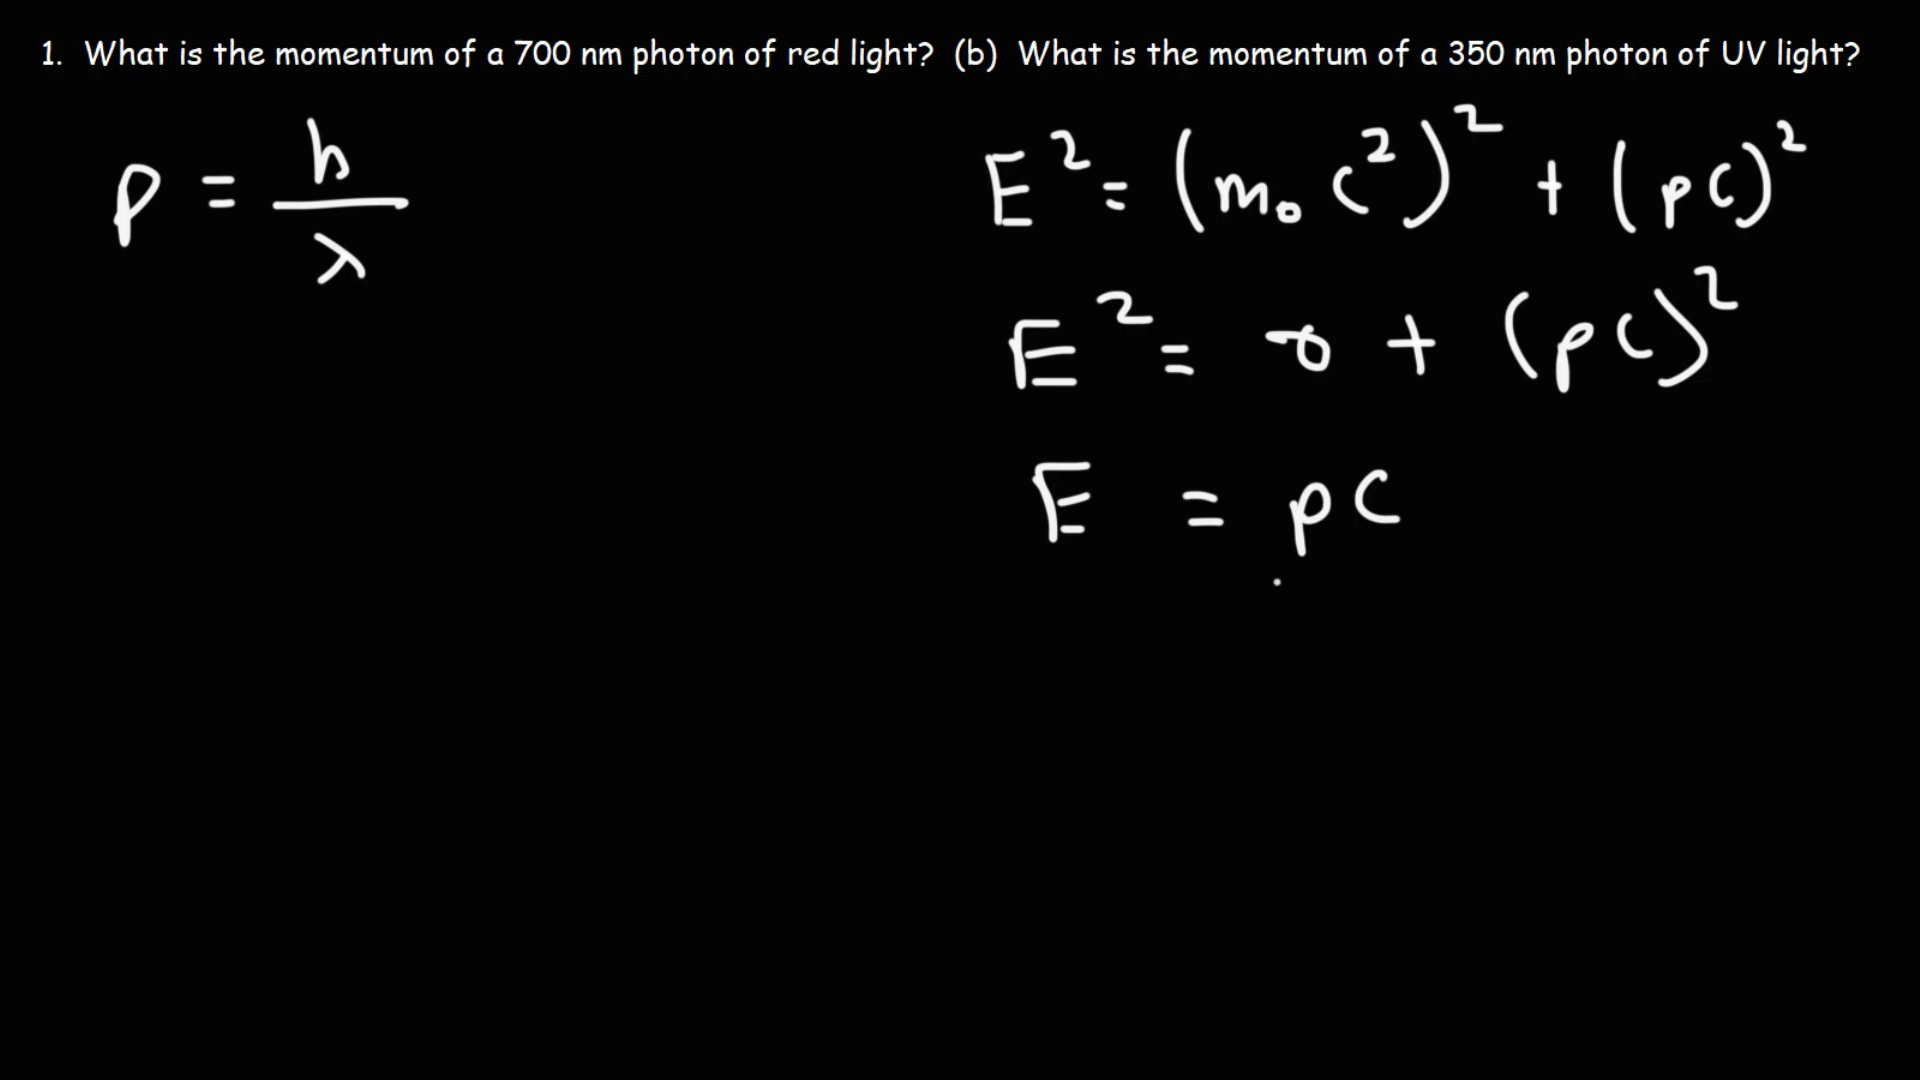 1. What is the momentum of a 700 nm photon of red light? (b) What is the momentum of a 350 nm photon of UV light?
P = h/λ
E² = (m₀c²)² + (pc)²
E² = 0 + (pc)²
E = pc